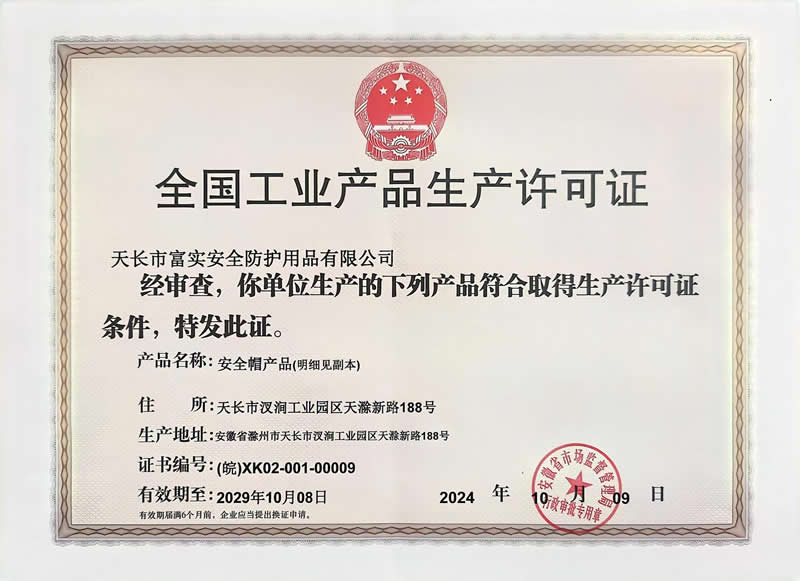 全国工业产品生产许可证
天长市富实安全防护用品有限公司
经审查，你单位生产的下列产品符合取得生产许可证
条件，特发此证。
产品名称：安全帽产品(明细见副本)
住 所：天长市汊涧工业园区天滁新路188号
生产地址：安徽省滁州市天长市汊涧工业园区天滁新路188号
证书编号：(皖)XK02-001-00009
有效期至：2029年10月08日
2024 年 10 月 09 日
有效期届满6个月前，企业应当提出换证申请。
安徽省市场监督管理局
行政审批专用章